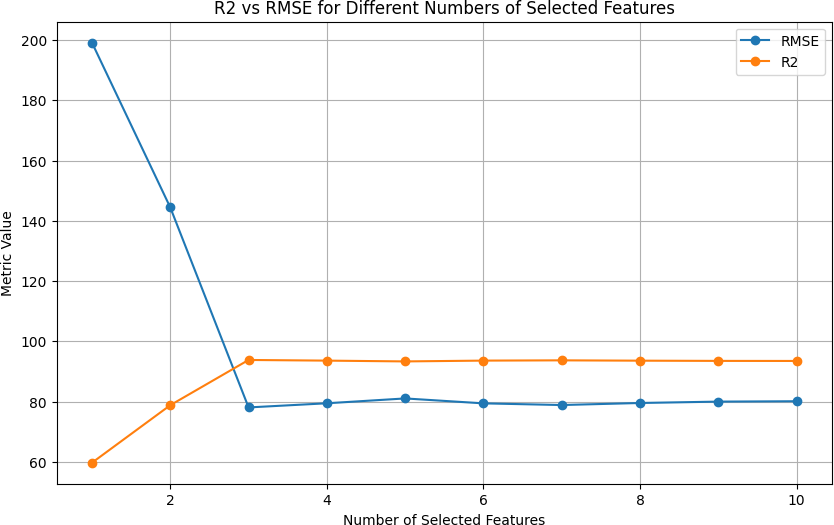 R2 vs RMSE for Different Numbers of Selected Features
RMSE
R2
200
180
160
140
120
100
80
60
Metric Value
2 4 6 8 10
Number of Selected Features